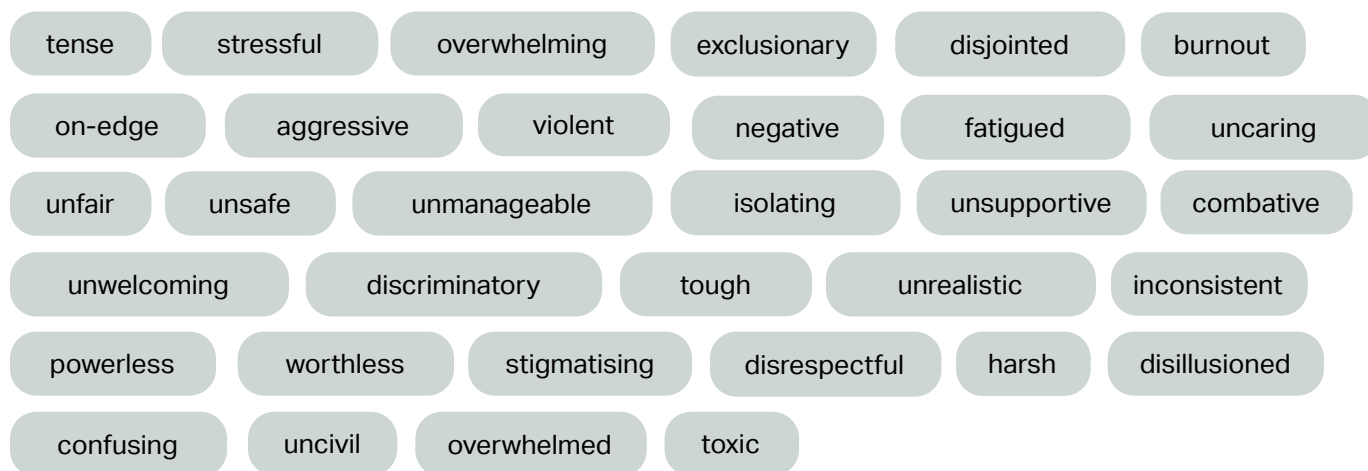 tense stressful overwhelming exclusionary disjointed burnout
on-edge aggressive violent negative fatigued uncaring
unfair unsafe unmanageable isolating unsupportive combative
unwelcoming discriminatory tough unrealistic inconsistent
powerless worthless stigmatising disrespectful harsh disillusioned
confusing uncivil overwhelmed toxic